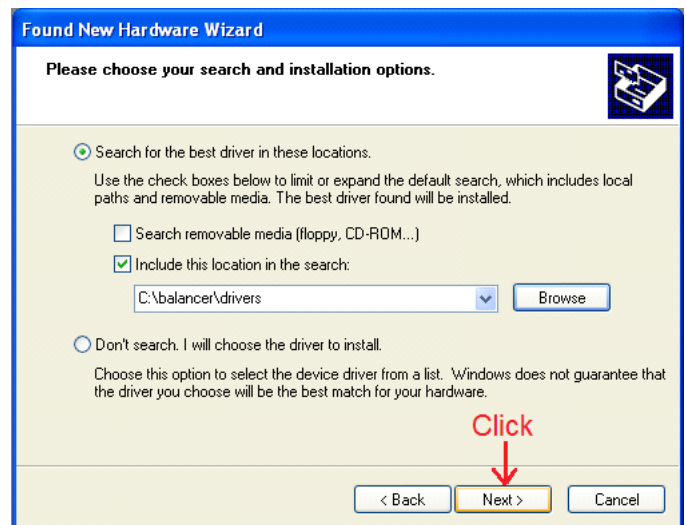 Found New Hardware Wizard
Please choose your search and installation options.
Search for the best driver in these locations.
Use the check boxes below to limit or expand the default search, which includes local
paths and removable media. The best driver found will be installed.
Search removable media (floppy, CD-ROM...)
Include this location in the search:
C:\balancer\drivers
Browse
Don't search. I will choose the driver to install.
Choose this option to select the device driver from a list. Windows does not guarantee that
the driver you choose will be the best match for your hardware.
Click
< Back Next > Cancel